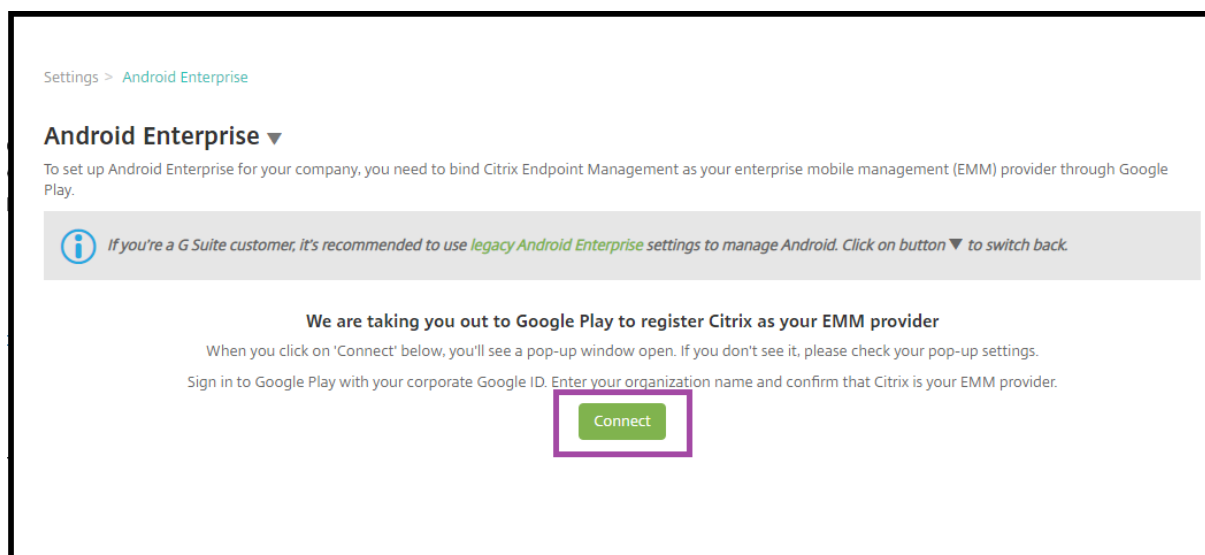 Settings > Android Enterprise
Android Enterprise ▼
To set up Android Enterprise for your company, you need to bind Citrix Endpoint Management as your enterprise mobile management (EMM) provider through Google
Play.
If you're a G Suite customer, it's recommended to use legacy Android Enterprise settings to manage Android. Click on button ▼ to switch back.
We are taking you out to Google Play to register Citrix as your EMM provider
When you click on 'Connect' below, you'll see a pop-up window open. If you don't see it, please check your pop-up settings.
Sign in to Google Play with your corporate Google ID. Enter your organization name and confirm that Citrix is your EMM provider.
Connect